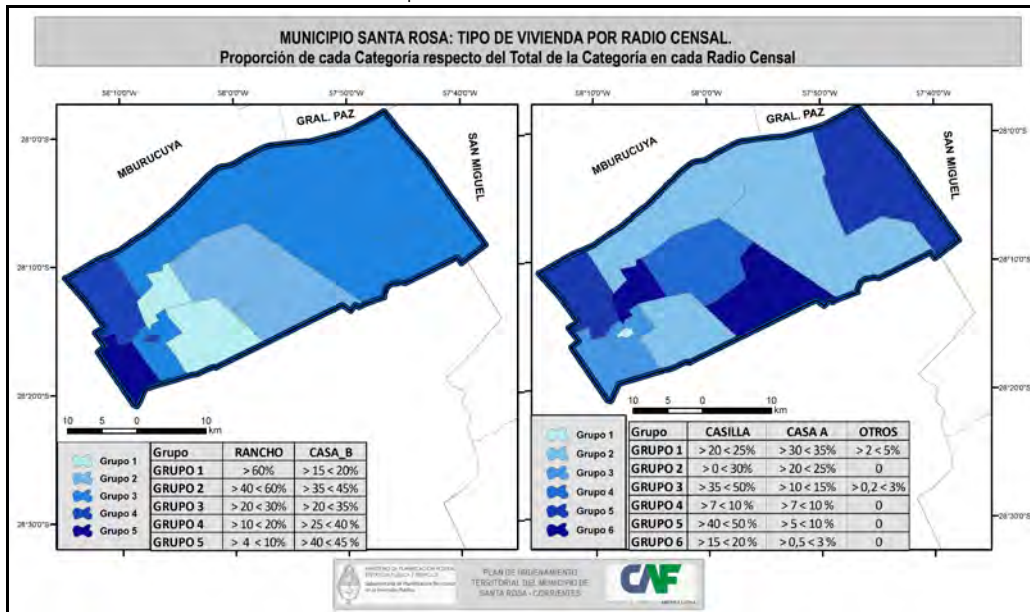 MUNICIPIO SANTA ROSA: TIPO DE VIVIENDA POR RADIO CENSAL.
Proporción de cada Categoría respecto del Total de la Categoría en cada Radio Censal
58°10'0"W 58°0'0"W 57°50'0"W 57°40'0"W
28°0'0"S
28°10'0"S
28°20'0"S
28°30'0"S
MBURUCUYA
GRAL. PAZ
SAN MIGUEL
10 5 0 10
km
Grupo 1
Grupo 2
Grupo 3
Grupo 4
Grupo 5
Grupo RANCHO CASA_B
GRUPO 1 > 60% > 15 < 20%
GRUPO 2 > 40 < 60% > 35 < 45%
GRUPO 3 > 20 < 30% > 20 < 35%
GRUPO 4 > 10 < 20% > 25 < 40 %
GRUPO 5 > 4 < 10% > 40 < 45 %
58°10'0"W 58°0'0"W 57°50'0"W 57°40'0"W
28°0'0"S
28°10'0"S
28°20'0"S
28°30'0"S
MBURUCUYA
GRAL. PAZ
SAN MIGUEL
10 5 0 10
km
Grupo 1
Grupo 2
Grupo 3
Grupo 4
Grupo 5
Grupo 6
Grupo CASILLA CASA A OTROS
GRUPO 1 > 20 < 25% > 30 < 35% > 2 < 5%
GRUPO 2 > 0 < 30% > 20 < 25% 0
GRUPO 3 > 35 < 50% > 10 < 15% > 0,2 < 3%
GRUPO 4 > 7 < 10 % > 7 < 10 % 0
GRUPO 5 > 40 < 50 % > 5 < 10 % 0
GRUPO 6 > 15 < 20 % > 0,5 < 3 % 0
PLAN DE ORDENAMIENTO
TERRITORIAL DEL MUNICIPIO DE
SANTA ROSA - CORRIENTES
CAF